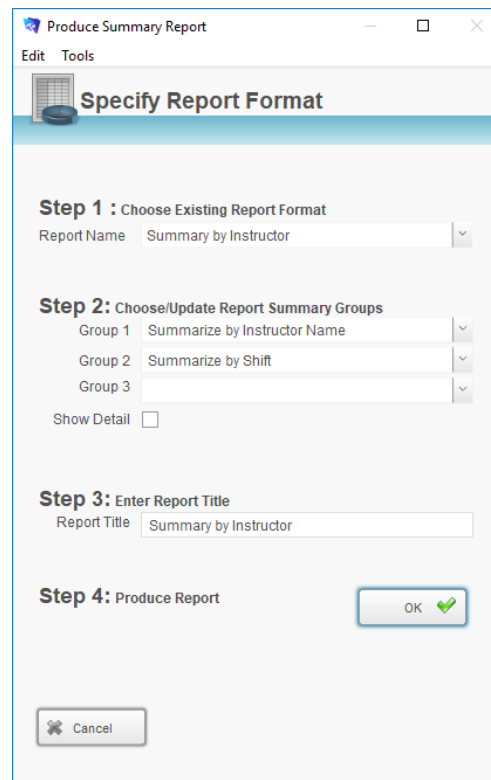 Produce Summary Report
Edit Tools
Specify Report Format
Step 1 : Choose Existing Report Format
Report Name Summary by Instructor
Step 2: Choose/Update Report Summary Groups
Group 1 Summarize by Instructor Name
Group 2 Summarize by Shift
Group 3
Show Detail
Step 3: Enter Report Title
Report Title Summary by Instructor
Step 4: Produce Report
OK
Cancel